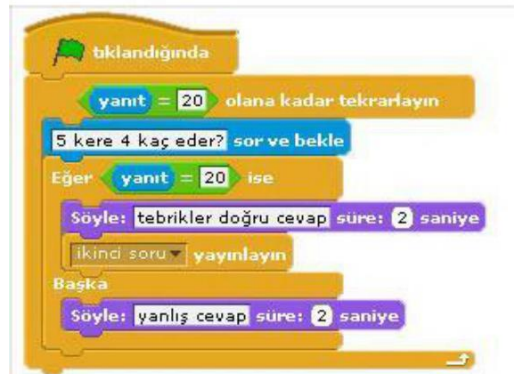 tıklandığında
yanıt = 20 olana kadar tekrarlayın
5 kere 4 kaç eder? sor ve bekle
Eğer yanıt = 20 ise
Söyle: tebrikler doğru cevap süre: 2 saniye
ikinci soru yayınlayın
Başka
Söyle: yanlış cevap süre: 2 saniye